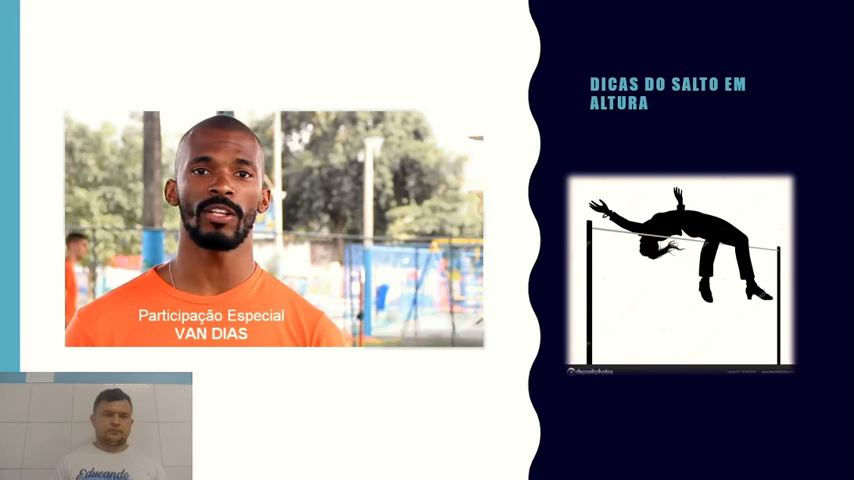 DICAS DO SALTO EM
ALTURA
Participação Especial
VAN DIAS
depositphotos
Educando